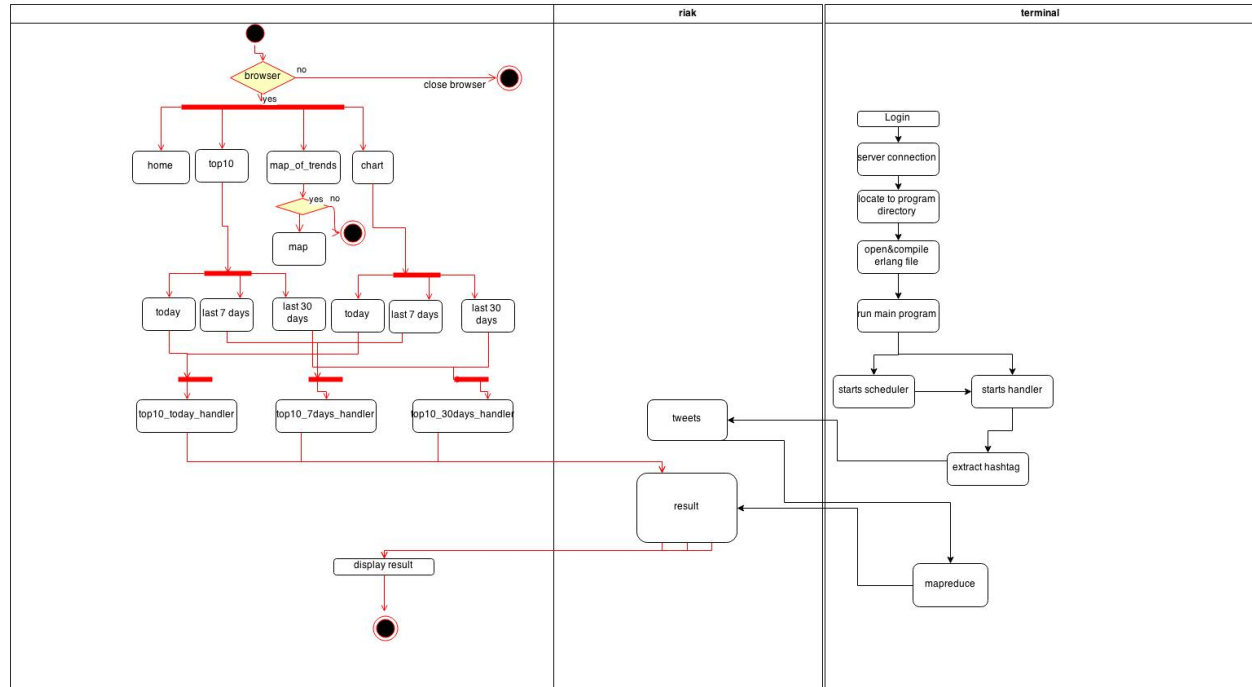 riak
terminal
browser
no
close browser
yes
Login
server connection
home
top10
map_of_trends
chart
yes
no
locate to program
directory
map
open&compile
erlang file
today
last 7 days
last 30
days
today
last 7 days
last 30
days
run main program
starts scheduler
starts handler
top10_today_handler
top10_7days_handler
top10_30days_handler
tweets
extract hashtag
result
display result
mapreduce